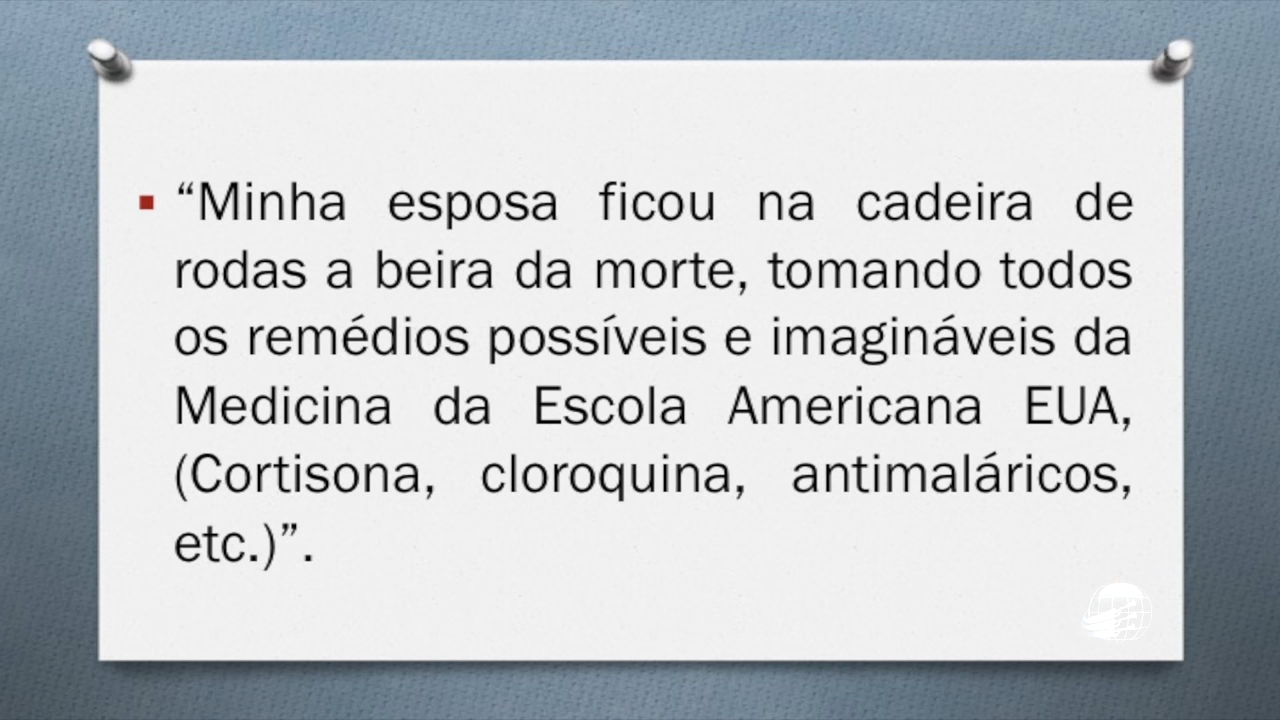 “Minha esposa ficou na cadeira de
rodas a beira da morte, tomando todos
os remédios possíveis e imagináveis da
Medicina da Escola Americana EUA,
(Cortisona, cloroquina, antimaláricos,
etc.)”.